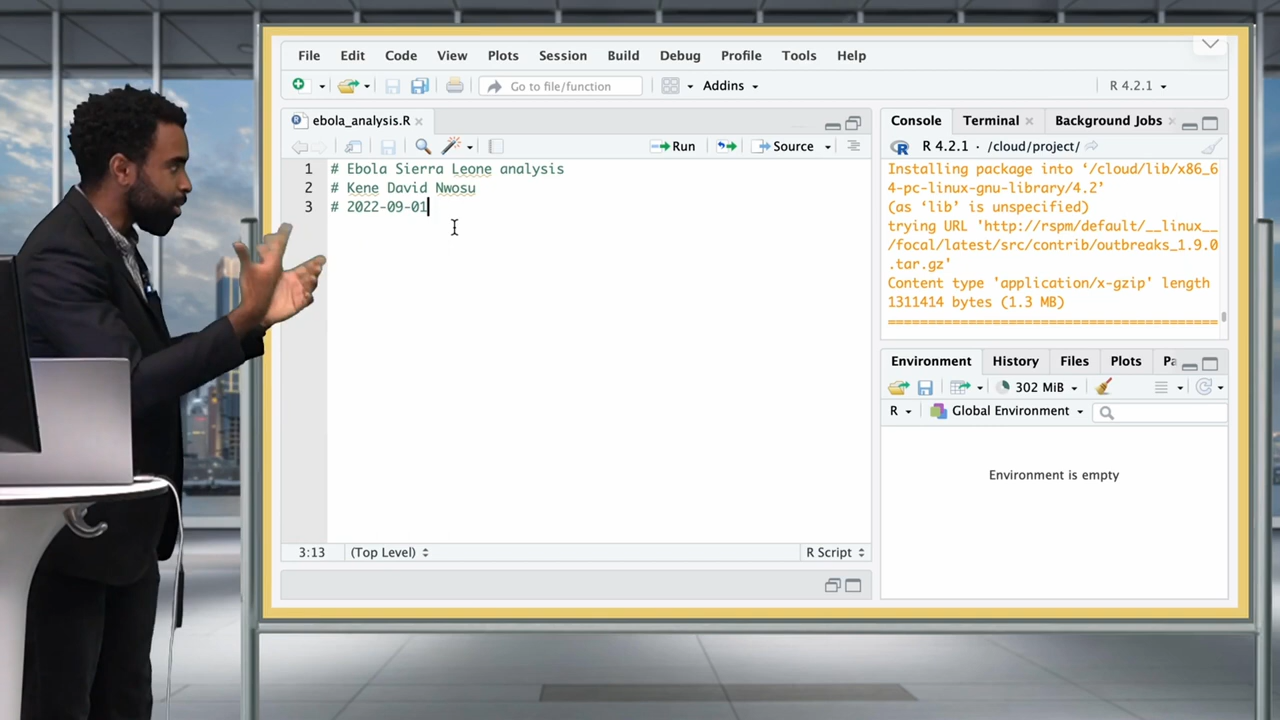 File Edit Code View Plots Session Build Debug Profile Tools Help
Go to file/function Addins R 4.2.1
ebola_analysis.R
Run Source
1 # Ebola Sierra Leone analysis
2 # Kene David Nwosu
3 # 2022-09-01
3:13 (Top Level) R Script
Console Terminal Background Jobs
R 4.2.1 · /cloud/project/
Installing package into ‘/cloud/lib/x86_6
4-pc-linux-gnu-library/4.2’
(as ‘lib’ is unspecified)
trying URL 'http://rspm/default/__linux__
/focal/latest/src/contrib/outbreaks_1.9.0
.tar.gz'
Content type 'application/x-gzip' length
1311414 bytes (1.3 MB)
=========================================
Environment History Files Plots Pa
302 MiB
R Global Environment
Environment is empty